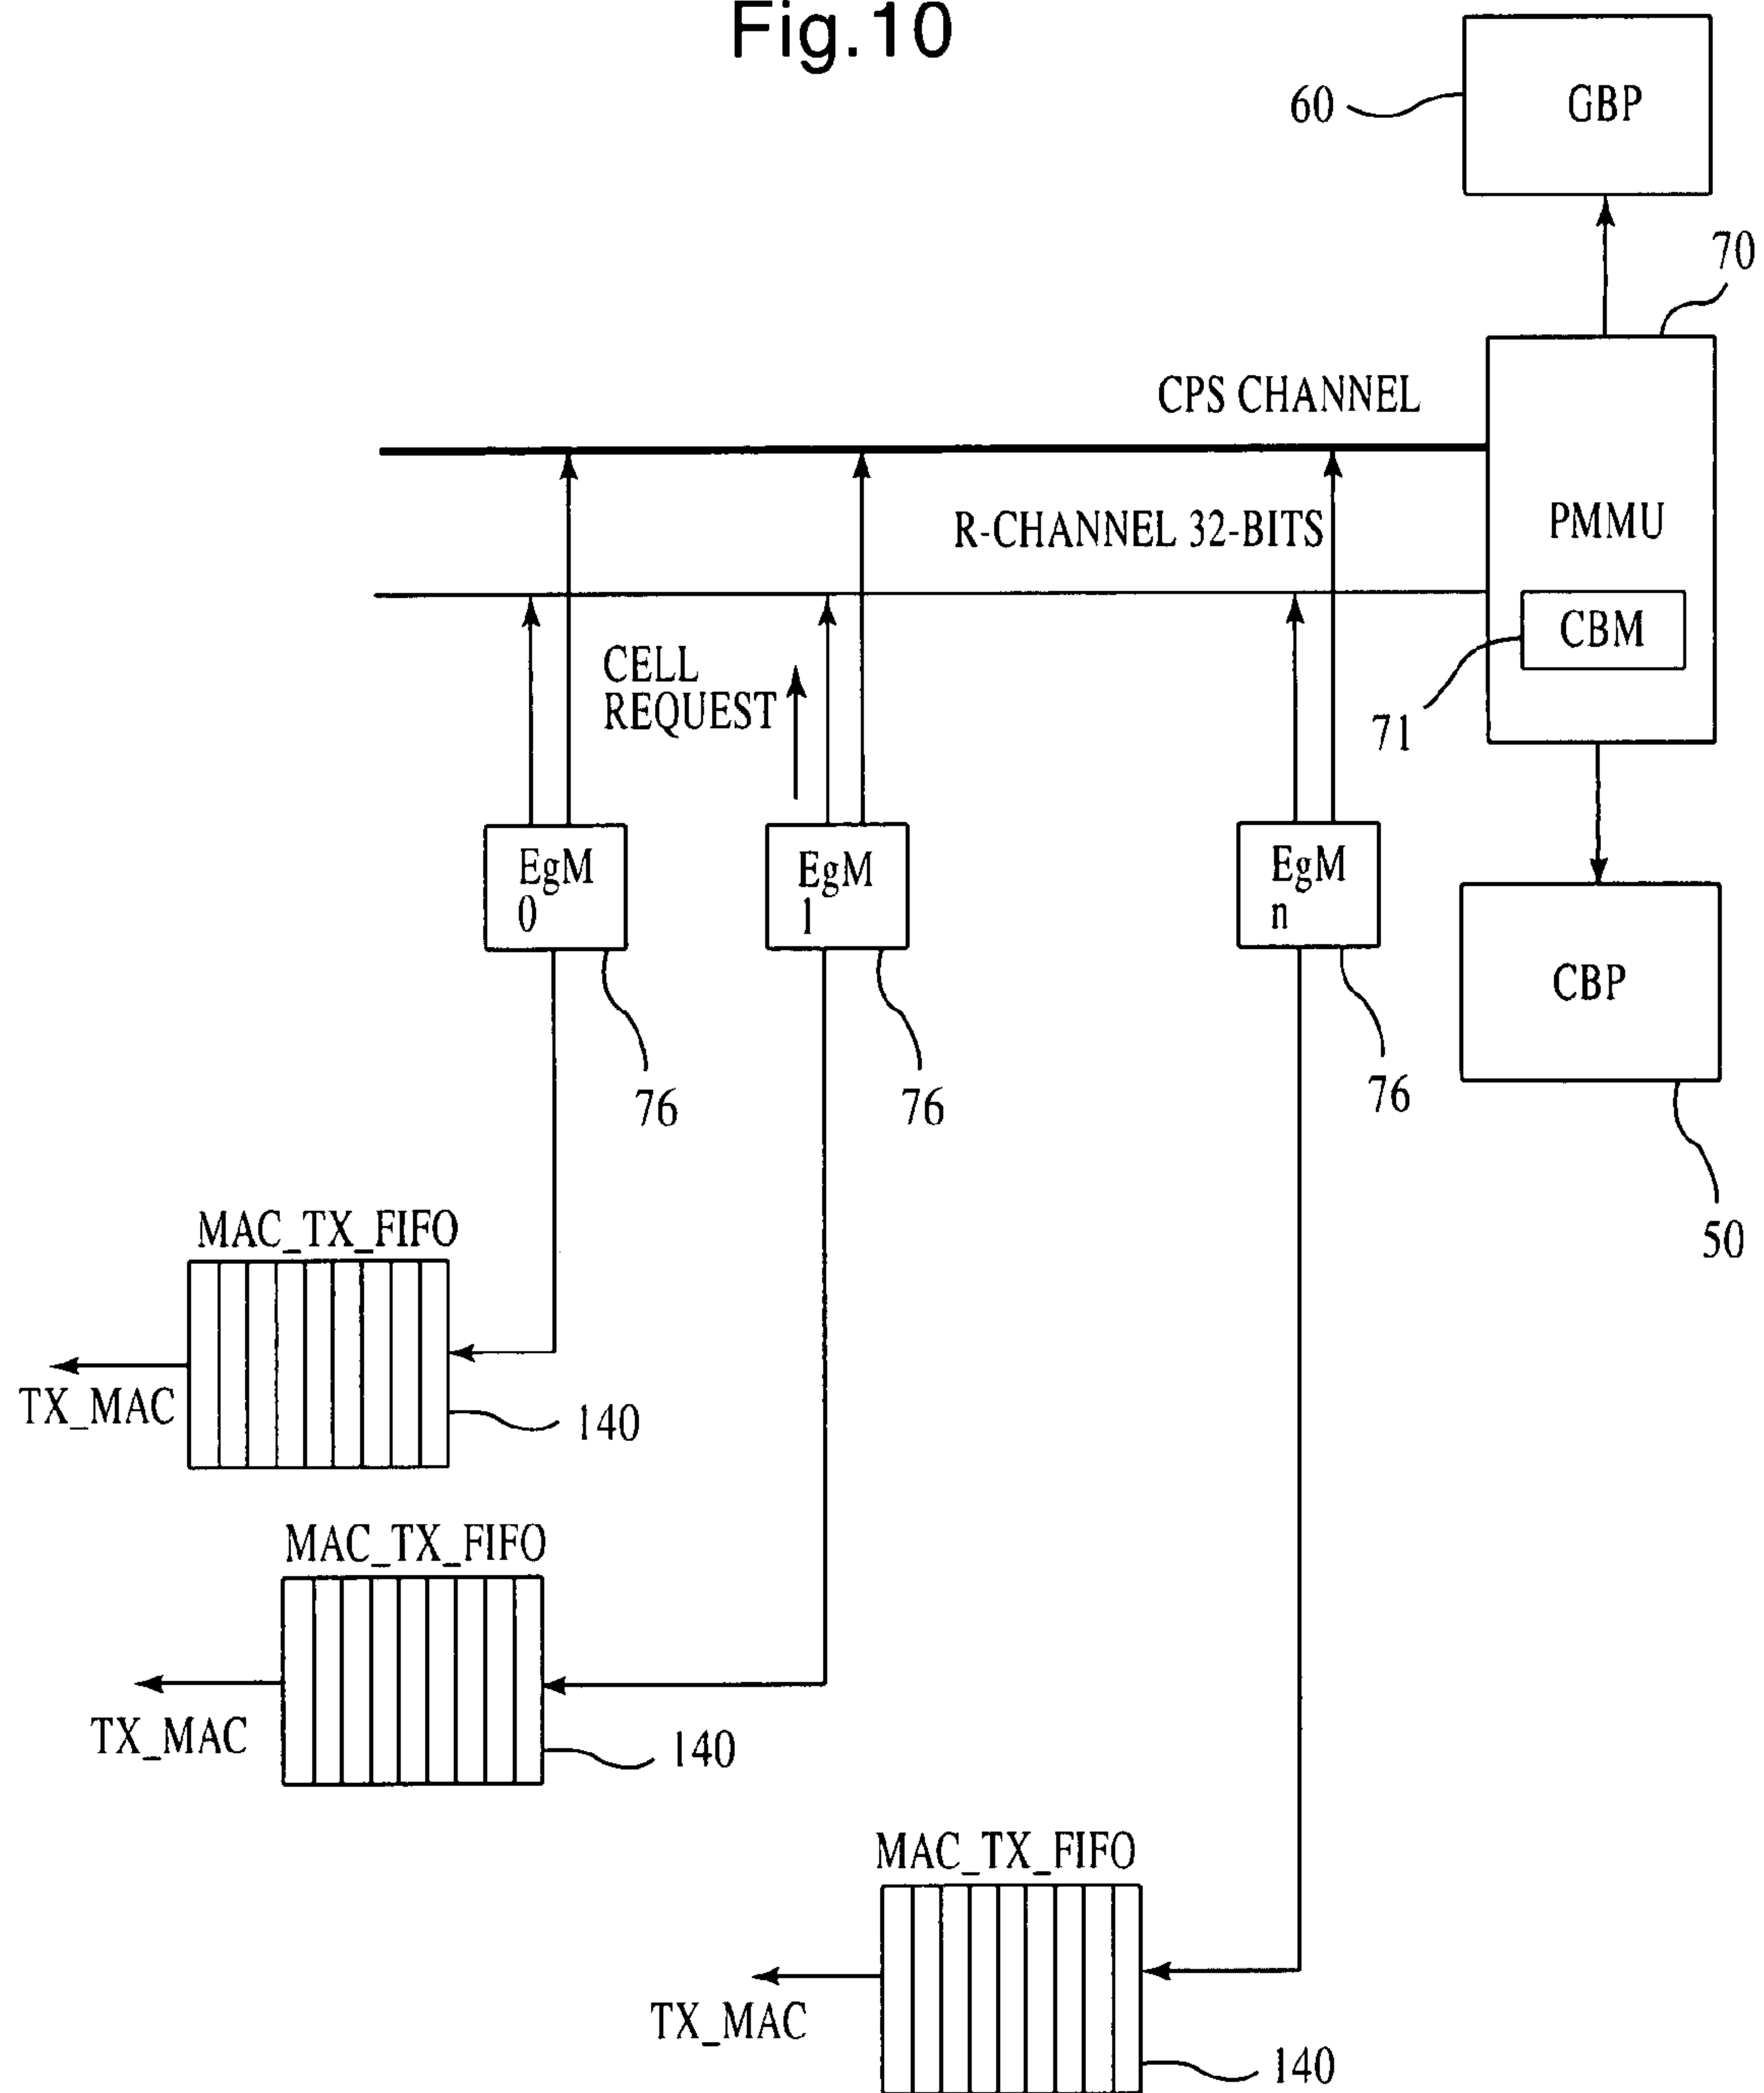 Fig.10
60
GBP
70
CPS CHANNEL
R-CHANNEL 32-BITS
PMMU
CBM
71
CELL
REQUEST
EgM
0
EgM
1
EgM
n
CBP
76
76
76
50
MAC_TX_FIFO
TX_MAC
140
MAC_TX_FIFO
TX_MAC
140
MAC_TX_FIFO
TX_MAC
140